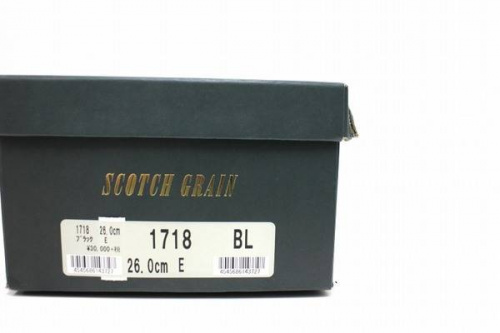 SCOTCH GRAIN
1718 26.0cm
ブラック E
¥30,000+税
1718 BL
26.0cm E